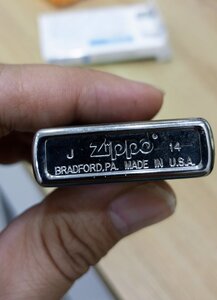 J Zippo® 14
BRADFORD,PA. MADE IN U.S.A.